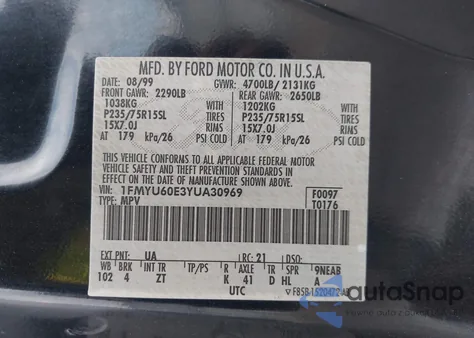 MFD. BY FORD MOTOR CO. IN U.S.A.
DATE: 08/99 GVWR: 4700LB/ 2131KG
FRONT GAWR: 2290LB REAR GAWR: 2650LB
1038KG 1202KG
P235/75R15SL TIRES P235/75R15SL TIRES
15X7.0J RIMS 15X7.0J RIMS
AT 179 kPa/26 PSI COLD AT 179 kPa/26 PSI COLD
THIS VEHICLE CONFORMS TO ALL APPLICABLE FEDERAL MOTOR
VEHICLE SAFETY AND THEFT PREVENTION STANDARDS IN
EFFECT ON THE DATE OF MANUFACTURE SHOWN ABOVE.
VIN: 1FMYU60E3YUA30969 F0097
TYPE: MPV T0176
EXT PNT: UA RC: 21 DSO:
WB BRK INT TR TP/PS R AXLE TR SPR 9NEAB
102 4 ZT K 41 D HL A
UTC
autoSnap